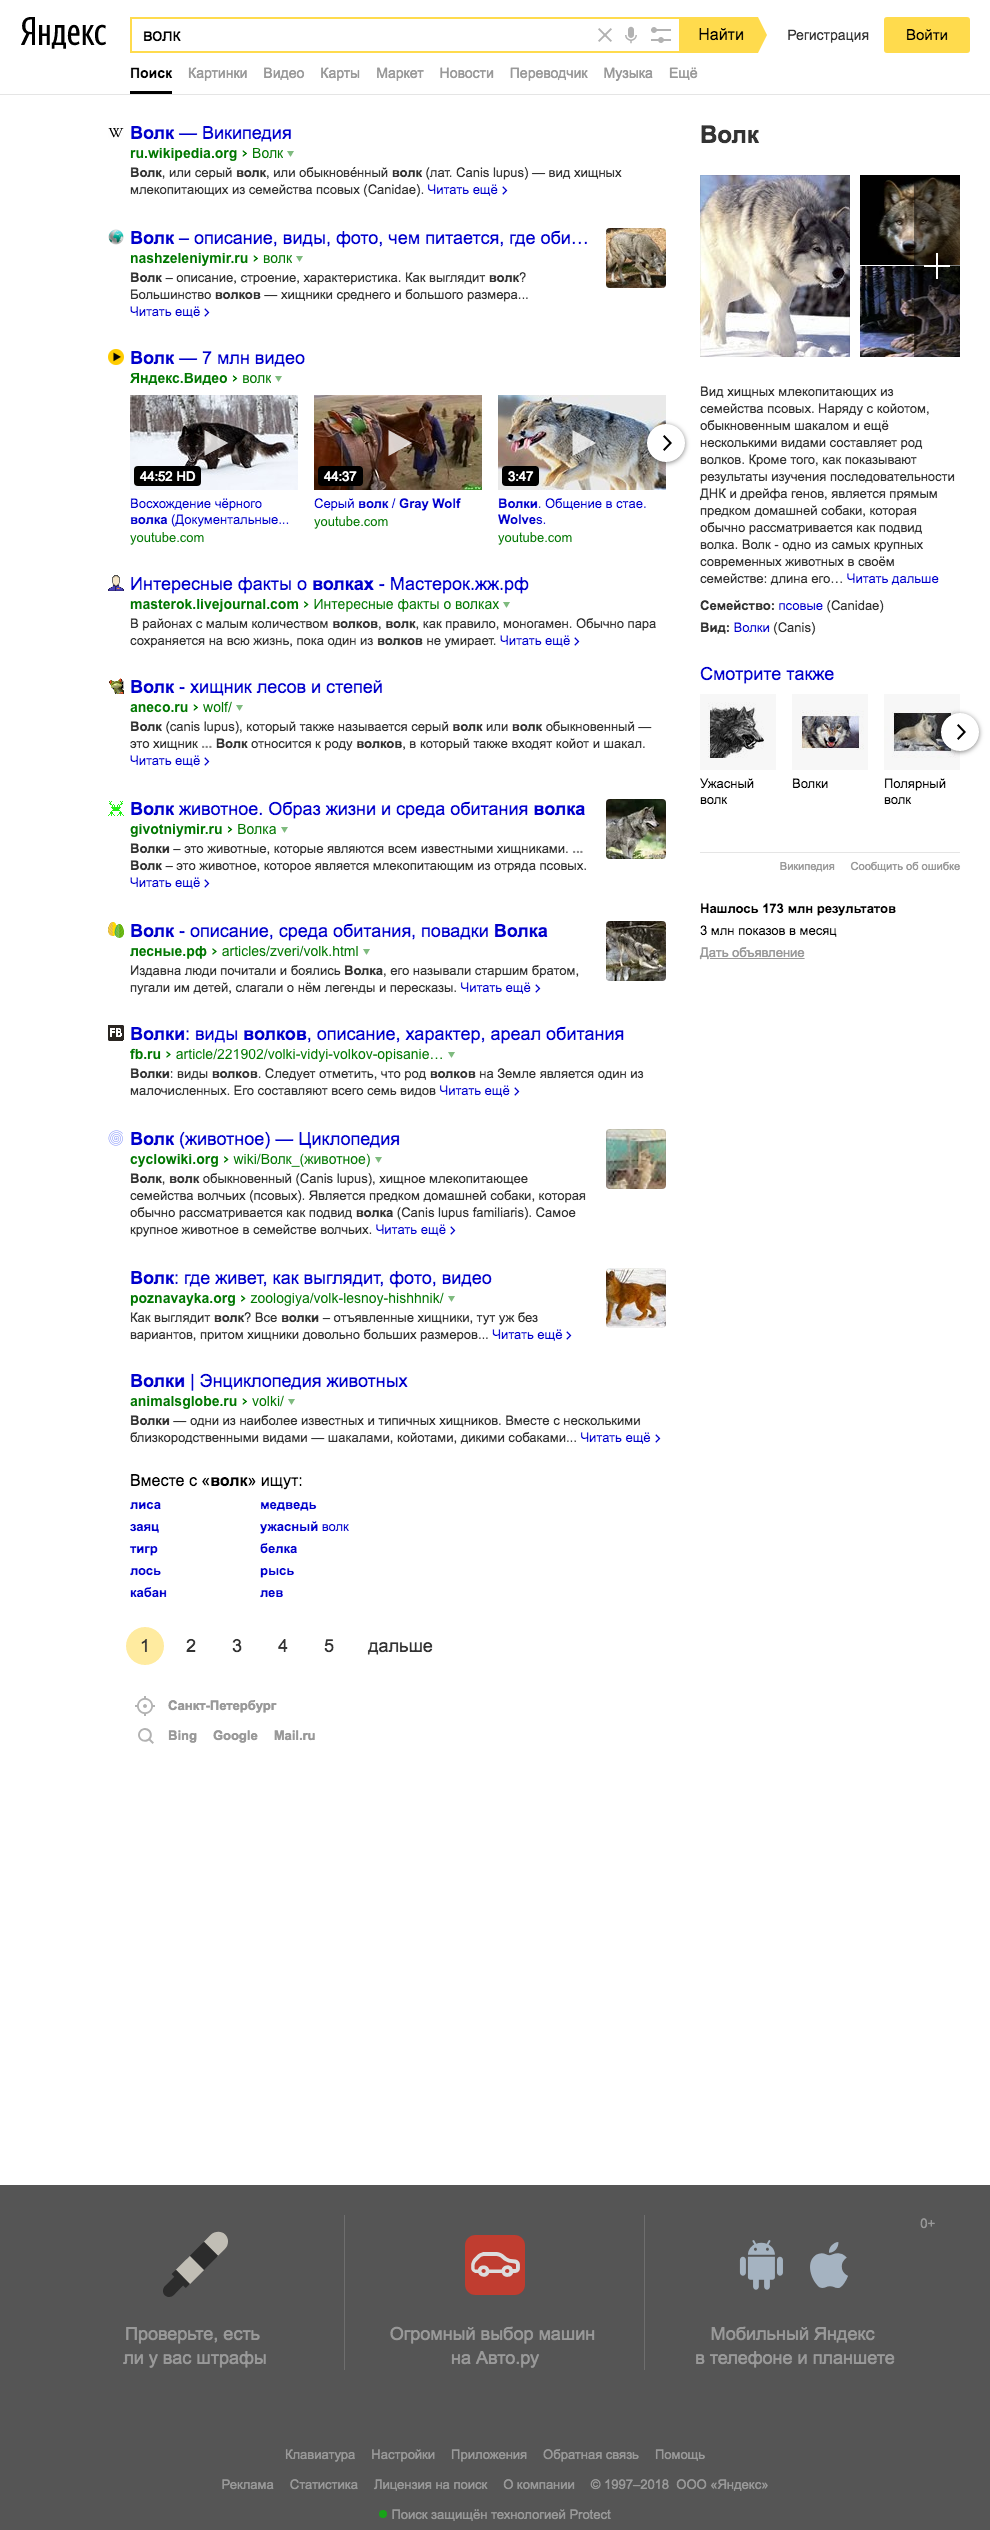 Яндекс
волк
Найти
Регистрация
Войти
Поиск Картинки Видео Карты Маркет Новости Переводчик Музыка Ещё
Волк — Википедия
ru.wikipedia.org › Волк
Волк, или серый волк, или обыкнове́нный волк (лат. Canis lupus) — вид хищных
млекопитающих из семейства псовых (Canidae). Читать ещё ›
Волк – описание, виды, фото, чем питается, где оби…
nashzeleniymir.ru › волк
Волк – описание, строение, характеристика. Как выглядит волк?
Большинство волков — хищники среднего и большого размера...
Читать ещё ›
Волк — 7 млн видео
Яндекс.Видео › волк
44:52 HD
44:37
3:47
Восхождение чёрного
волка (Документальные...
youtube.com
Серый волк / Gray Wolf
youtube.com
Волки. Общение в стае.
Wolves.
youtube.com
Интересные факты о волках - Мастерок.жж.рф
masterok.livejournal.com › Интересные факты о волках
В районах с малым количеством волков, волк, как правило, моногамен. Обычно пара
сохраняется на всю жизнь, пока один из волков не умирает. Читать ещё ›
Волк - хищник лесов и степей
aneco.ru › wolf/
Волк (canis lupus), который также называется серый волк или волк обыкновенный —
это хищник ... Волк относится к роду волков, в который также входят койот и шакал.
Читать ещё ›
Волк животное. Образ жизни и среда обитания волка
givotniymir.ru › Волка
Волки – это животные, которые являются всем известными хищниками. ...
Волк – это животное, которое является млекопитающим из отряда псовых.
Читать ещё ›
Волк - описание, среда обитания, повадки Волка
лесные.рф › articles/zveri/volk.html
Издавна люди почитали и боялись Волка, его называли старшим братом,
пугали им детей, слагали о нём легенды и пересказы. Читать ещё ›
FB
Волки: виды волков, описание, характер, ареал обитания
fb.ru › article/221902/volki-vidyi-volkov-opisanie…
Волки: виды волков. Следует отметить, что род волков на Земле является один из
малочисленных. Его составляют всего семь видов Читать ещё ›
Волк (животное) — Циклопедия
cyclowiki.org › wiki/Волк_(животное)
Волк, волк обыкновенный (Canis lupus), хищное млекопитающее
семейства волчьих (псовых). Является предком домашней собаки, которая
обычно рассматривается как подвид волка (Canis lupus familiaris). Самое
крупное животное в семействе волчьих. Читать ещё ›
Волк: где живет, как выглядит, фото, видео
poznavayka.org › zoologiya/volk-lesnoy-hishhnik/
Как выглядит волк? Все волки – отъявленные хищники, тут уж без
вариантов, притом хищники довольно больших размеров... Читать ещё ›
Волки | Энциклопедия животных
animalsglobe.ru › volki/
Волки — одни из наиболее известных и типичных хищников. Вместе с несколькими
близкородственными видами — шакалами, койотами, дикими собаками... Читать ещё ›
Вместе с «волк» ищут:
лиса медведь
заяц ужасный волк
тигр белка
лось рысь
кабан лев
1 2 3 4 5 дальше
Санкт-Петербург
Bing Google Mail.ru
Волк
Вид хищных млекопитающих из
семейства псовых. Наряду с койотом,
обыкновенным шакалом и ещё
несколькими видами составляет род
волков. Кроме того, как показывают
результаты изучения последовательности
ДНК и дрейфа генов, является прямым
предком домашней собаки, которая
обычно рассматривается как подвид
волка. Волк - одно из самых крупных
современных животных в своём
семействе: длина его… Читать дальше
Семейство: псовые (Canidae)
Вид: Волки (Canis)
Смотрите также
Ужасный
волк
Волки
Полярный
волк
Википедия Сообщить об ошибке
Нашлось 173 млн результатов
3 млн показов в месяц
Дать объявление
0+
Проверьте, есть
ли у вас штрафы
Огромный выбор машин
на Авто.ру
Мобильный Яндекс
в телефоне и планшете
Клавиатура Настройки Приложения Обратная связь Помощь
Реклама Статистика Лицензия на поиск О компании © 1997–2018 ООО «Яндекс»
Поиск защищён технологией Protect